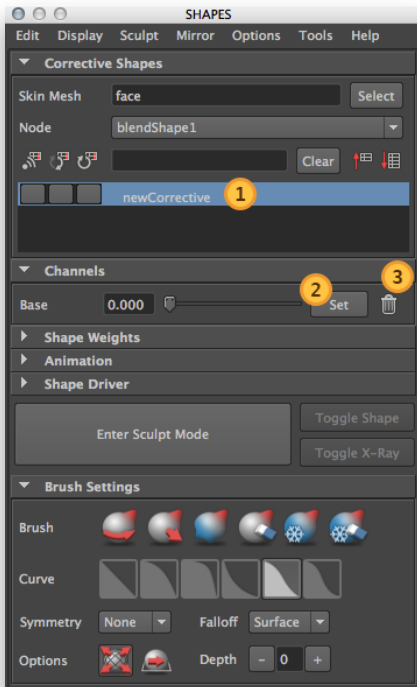 SHAPES
Edit Display Sculpt Mirror Options Tools Help
Corrective Shapes
Skin Mesh face Select
Node blendShape1
Clear
newCorrective 1
Channels
3
2
Base 0.000 Set
Shape Weights
Animation
Shape Driver
Enter Sculpt Mode
Toggle Shape
Toggle X-Ray
Brush Settings
Brush
Curve
Symmetry None Falloff Surface
Options Depth - 0 +